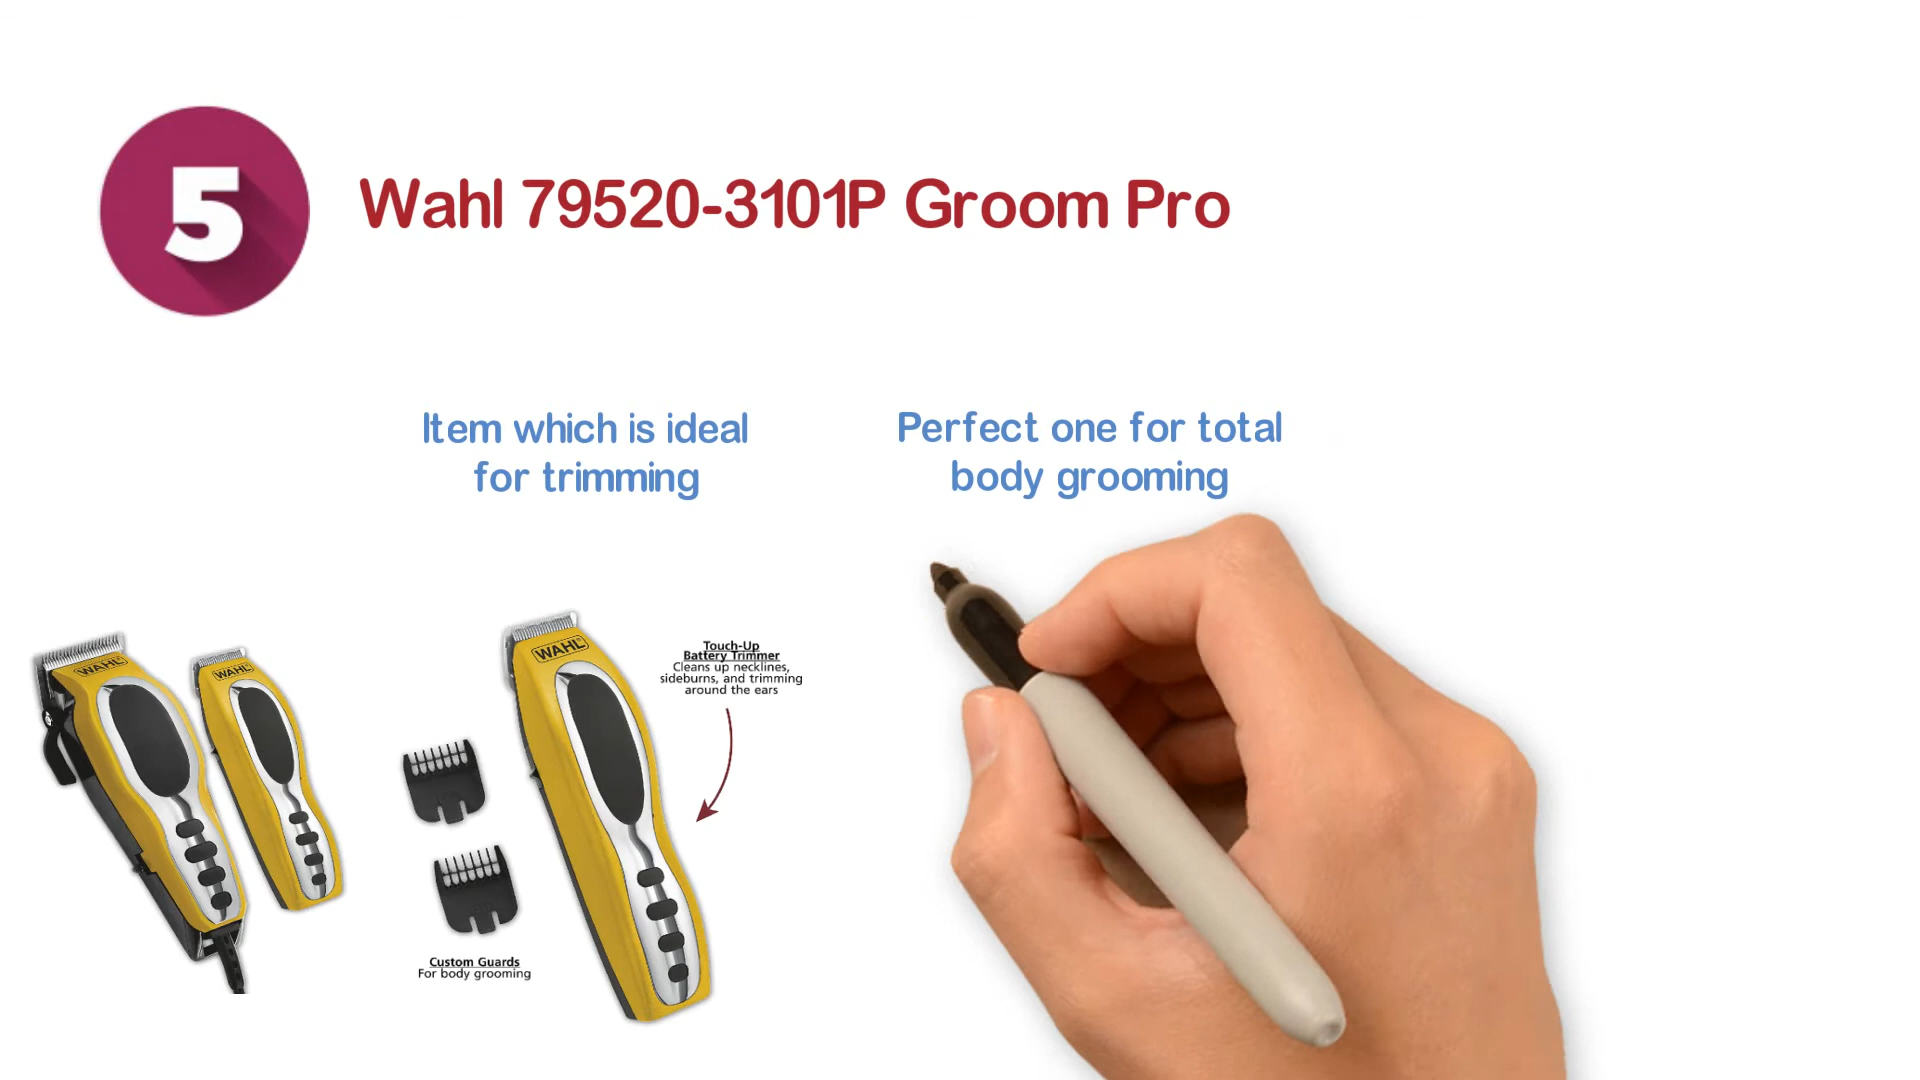 5
Wahl 79520-3101P Groom Pro
Item which is ideal
for trimming
Perfect one for total
body grooming
WAHL
WAHL
WAHL
Touch-Up
Battery Trimmer
Cleans up necklines,
sideburns, and trimming
around the ears
Custom Guards
For body grooming